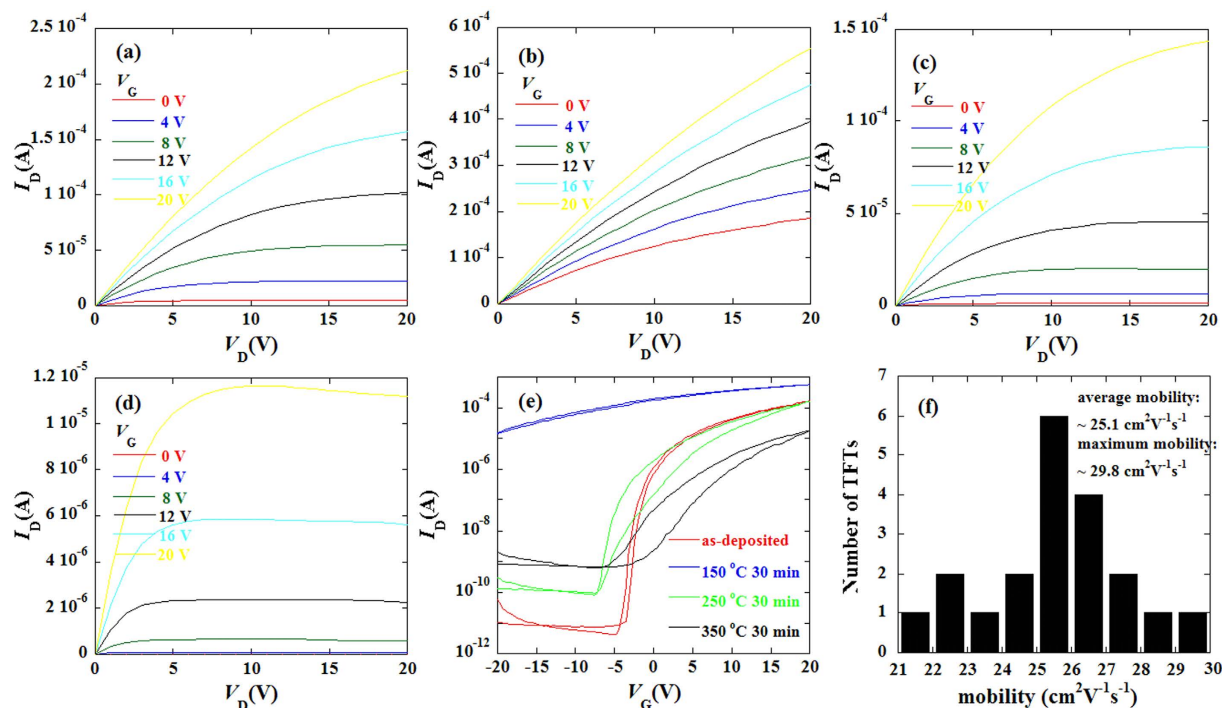 (a)
2.5 10⁻⁴
2 10⁻⁴
1.5 10⁻⁴
1 10⁻⁴
5 10⁻⁵
0
I_D(A)
V_G
0 V
4 V
8 V
12 V
16 V
20 V
0 5 10 15 20
V_D(V)
(b)
6 10⁻⁴
5 10⁻⁴
4 10⁻⁴
3 10⁻⁴
2 10⁻⁴
1 10⁻⁴
0
I_D(A)
V_G
0 V
4 V
8 V
12 V
16 V
20 V
0 5 10 15 20
V_D(V)
(c)
1.5 10⁻⁴
1 10⁻⁴
5 10⁻⁵
0
I_D(A)
V_G
0 V
4 V
8 V
12 V
16 V
20 V
0 5 10 15 20
V_D(V)
(d)
1.2 10⁻⁵
1 10⁻⁵
8 10⁻⁶
6 10⁻⁶
4 10⁻⁶
2 10⁻⁶
0
I_D(A)
V_G
0 V
4 V
8 V
12 V
16 V
20 V
0 5 10 15 20
V_D(V)
(e)
10⁻⁴
10⁻⁶
10⁻⁸
10⁻¹⁰
10⁻¹²
I_D(A)
as-deposited
150 °C 30 min
250 °C 30 min
350 °C 30 min
-20 -15 -10 -5 0 5 10 15 20
V_G(V)
(f)
7
6
5
4
3
2
1
0
Number of TFTs
average mobility:
~ 25.1 cm²V⁻¹s⁻¹
maximum mobility:
~ 29.8 cm²V⁻¹s⁻¹
21 22 23 24 25 26 27 28 29 30
mobility (cm²V⁻¹s⁻¹)